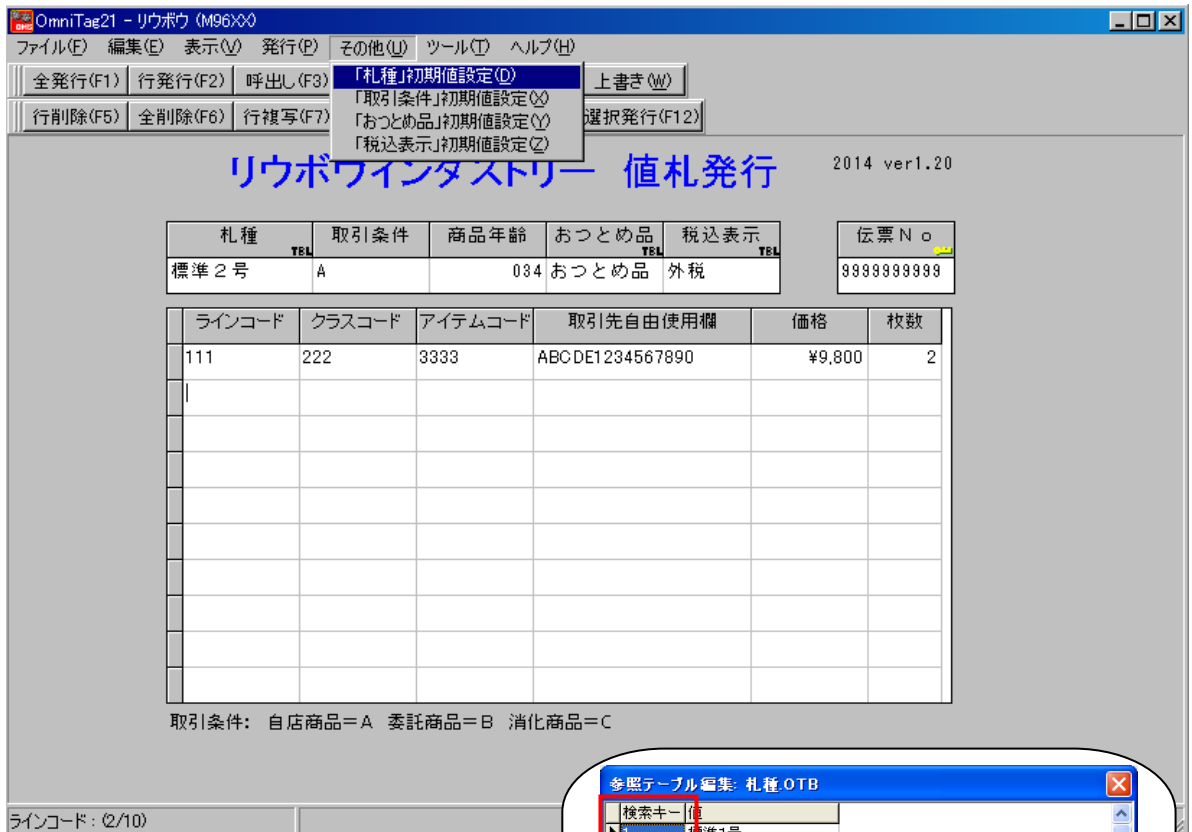 OmniTag21 - リウボウ (M96XX)
ファイル(F) 編集(E) 表示(V) 発行(P) その他(U) ツール(T) ヘルプ(H)
全発行(F1) 行発行(F2) 呼出し(F3) 上書き(W)
「札種」初期値設定(D)
「取引条件」初期値設定(X)
「おつとめ品」初期値設定(Y)
「税込表示」初期値設定(Z)
行削除(F5) 全削除(F6) 行複写(F7) 選択発行(F12)
リウボウインダストリー 値札発行 2014 ver1.20
札種 TBL 取引条件 商品年齢 おつとめ品 TBL 税込表示 TBL 伝票No
標準2号 A 034 おつとめ品 外税 9999999999
ラインコード クラスコード アイテムコード 取引先自由使用欄 価格 枚数
111 222 3333 ABCDE1234567890 ¥9,800 2
取引条件: 自店商品=A 委託商品=B 消化商品=C
参照テーブル編集: 札種.OTB
検索キー 値
1 標準1号
ラインコード : (2/10)